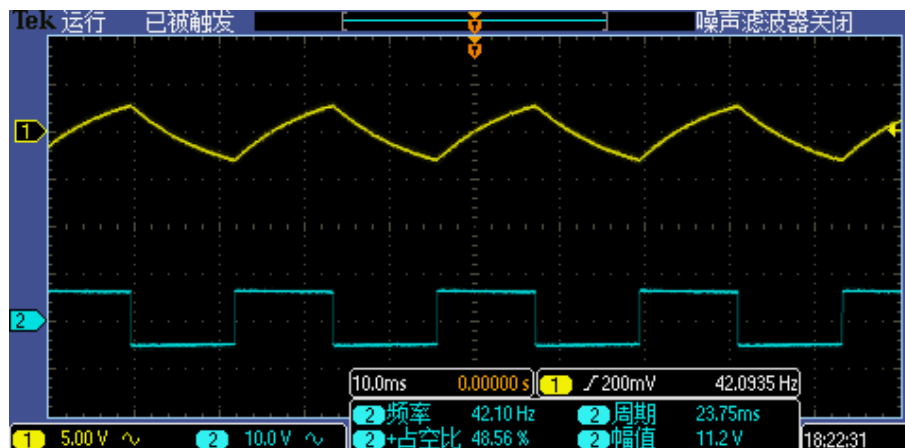 Tek 运行 已被触发 噪声滤波器关闭
T
T
1
2
10.0ms 0.00000 s 1 200mV 42.0935 Hz
2 频率 42.10 Hz 2 周期 23.75ms
1 5.00 V 2 10.0 V 2 +占空比 48.56 % 2 幅值 11.2 V 18:22:31